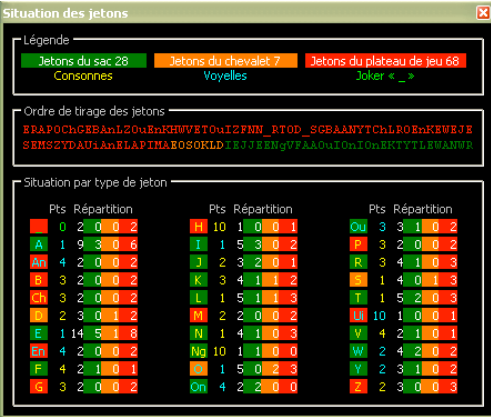 Situation des jetons
Légende
Jetons du sac 28 Jetons du chevalet 7 Jetons du plateau de jeu 68
Consonnes Voyelles Joker « _ »
Ordre de tirage des jetons
ERAPOChGEBAnLZOuEnKHWVETOuIZFNN_RTOD_SGBAANYTChLROEnKEWEJE
SEMSZYDAUiAnELAPIMAEOSOKLDIEJJEENgVFAAOuIOnIOnEKTYTLEWANWR
Situation par type de jeton
Pts Répartition Pts Répartition Pts Répartition
_ 0 2 0 0 2 H 10 1 0 0 1 Ou 3 3 1 0 2
A 1 9 3 0 6 I 1 5 3 0 2 P 3 2 0 0 2
An 4 2 0 0 2 J 2 3 2 0 1 R 3 4 1 0 3
B 3 2 0 0 2 K 3 4 1 1 2 S 1 4 0 1 3
Ch 3 2 0 0 2 L 1 5 1 1 3 T 1 5 2 0 3
D 2 3 0 1 2 M 2 2 0 0 2 Ui 10 1 0 0 1
E 1 14 5 1 8 N 1 4 1 0 3 V 4 2 1 0 1
En 4 2 0 0 2 Ng 10 1 1 0 0 W 2 4 2 0 2
F 4 2 1 0 1 O 1 5 0 2 3 Y 2 3 1 0 2
G 3 2 0 0 2 On 4 2 2 0 0 Z 2 3 0 0 3